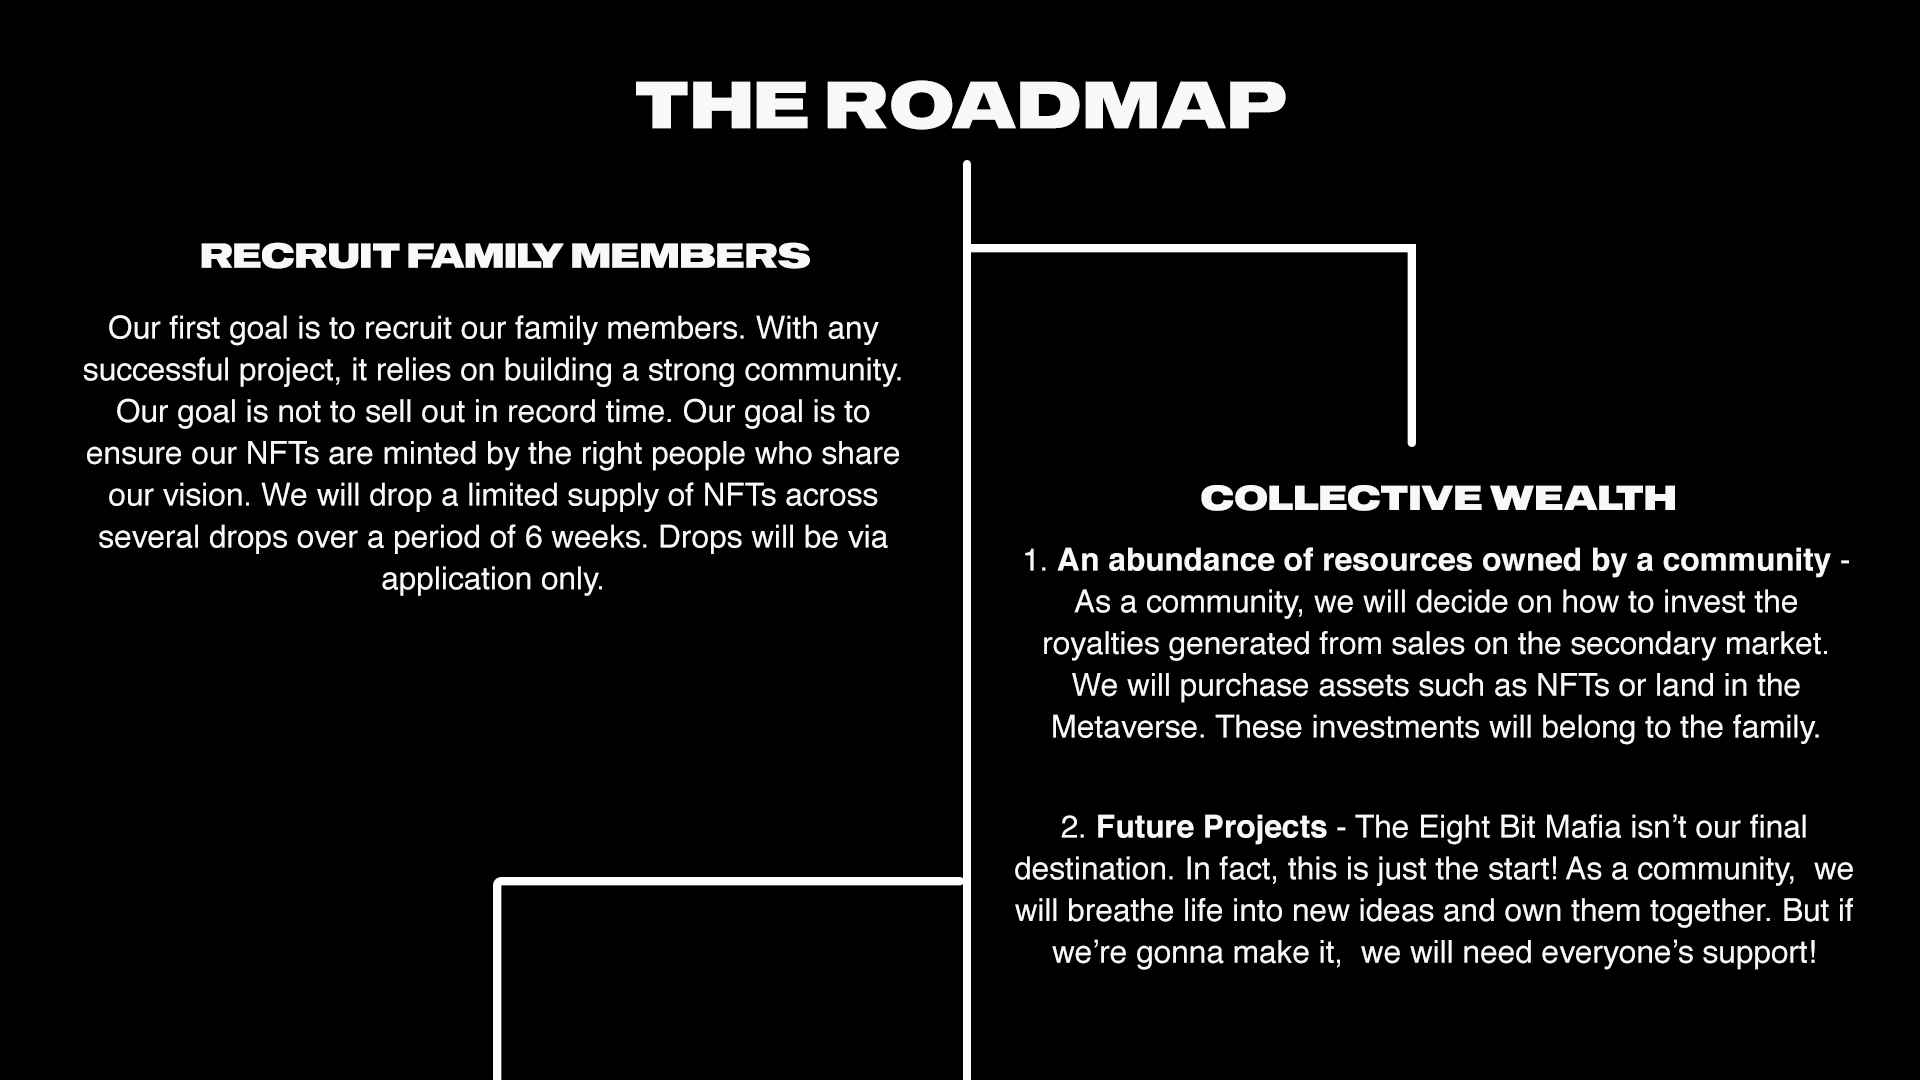 THE ROADMAP
RECRUIT FAMILY MEMBERS
Our first goal is to recruit our family members. With any
successful project, it relies on building a strong community.
Our goal is not to sell out in record time. Our goal is to
ensure our NFTs are minted by the right people who share
our vision. We will drop a limited supply of NFTs across
several drops over a period of 6 weeks. Drops will be via
application only.
COLLECTIVE WEALTH
1. An abundance of resources owned by a community -
As a community, we will decide on how to invest the
royalties generated from sales on the secondary market.
We will purchase assets such as NFTs or land in the
Metaverse. These investments will belong to the family.
2. Future Projects - The Eight Bit Mafia isn’t our final
destination. In fact, this is just the start! As a community,  we
will breathe life into new ideas and own them together. But if
we’re gonna make it,  we will need everyone’s support!